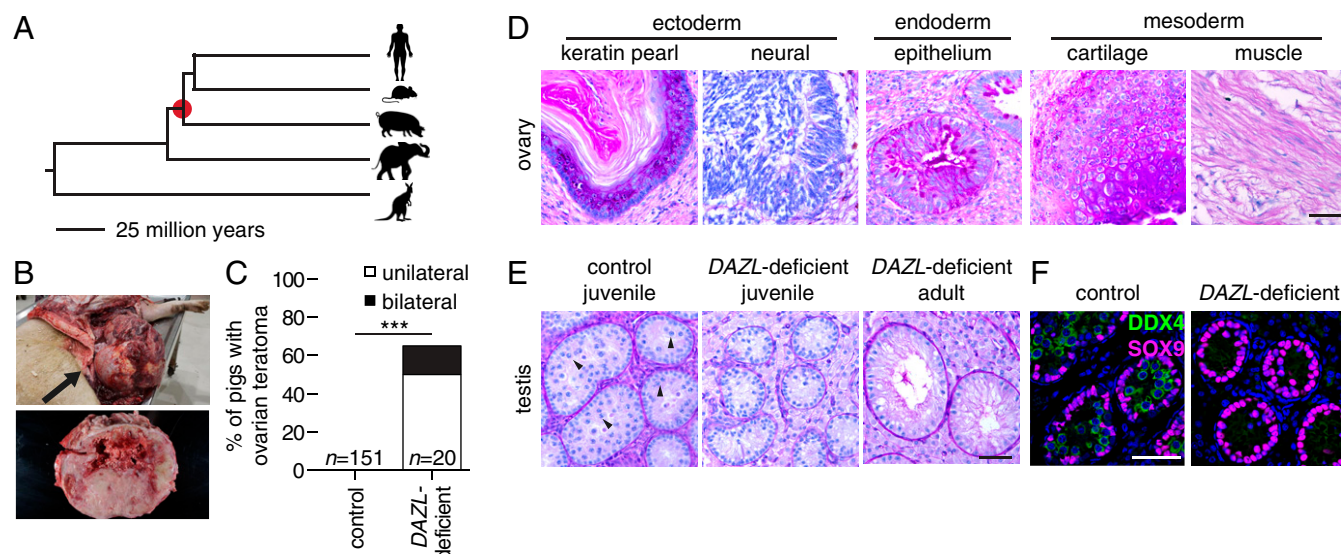 A
25 million years
B
C
% of pigs with
ovarian teratoma
100
80
60
40
20
0
unilateral
bilateral
***
n=151
n=20
control
DAZL-
deficient
D
ectoderm
endoderm
mesoderm
keratin pearl
neural
epithelium
cartilage
muscle
ovary
E
control
juvenile
DAZL-deficient
juvenile
DAZL-deficient
adult
testis
F
control
DAZL-deficient
DDX4
SOX9